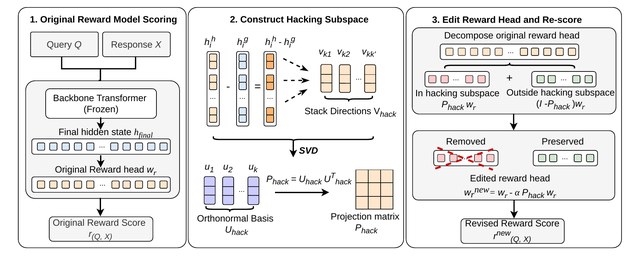 1. Original Reward Model Scoring
Query Q
Response X
Backbone Transformer
(Frozen)
Final hidden state h_final
...
Original Reward head w_r
...
Original Reward Score
r_(Q, X)
2. Construct Hacking Subspace
h_i^h
h_i^g
h_i^h - h_i^g
v_k1 v_k2 v_kk'
...
-
=
...
Stack Directions V_hack
SVD
u_1 u_2 u_k
...
P_hack = U_hack U^T_hack
Orthonormal Basis
U_hack
Projection matrix
P_hack
3. Edit Reward Head and Re-score
Decompose original reward head
...
+
...
In hacking subspace
P_hack w_r
Outside hacking subspace
(I -P_hack )w_r
Removed
Preserved
...
Edited reward head
w_r^new = w_r - α P_hack w_r
Revised Reward Score
r^new_(Q, X)